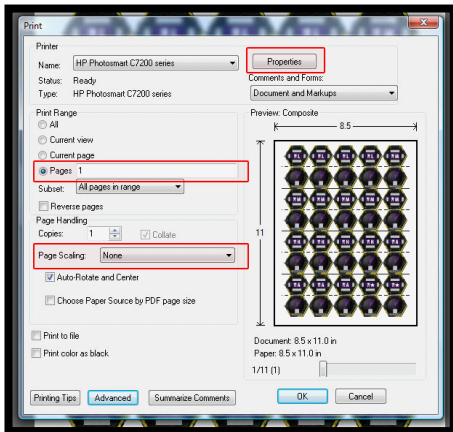 Print
Printer
Name: HP Photosmart C7200 series Properties
Status: Ready Comments and Forms:
Type: HP Photosmart C7200 series Document and Markups
Print Range Preview: Composite
All 8.5
Current view
Current page
Pages 1
Subset: All pages in range
Reverse pages
Page Handling
Copies: 1 Collate 11
Page Scaling: None
Auto-Rotate and Center
Choose Paper Source by PDF page size
Print to file Document: 8.5 x 11.0 in
Print color as black Paper: 8.5 x 11.0 in
1/11 (1)
Printing Tips Advanced Summarize Comments OK Cancel